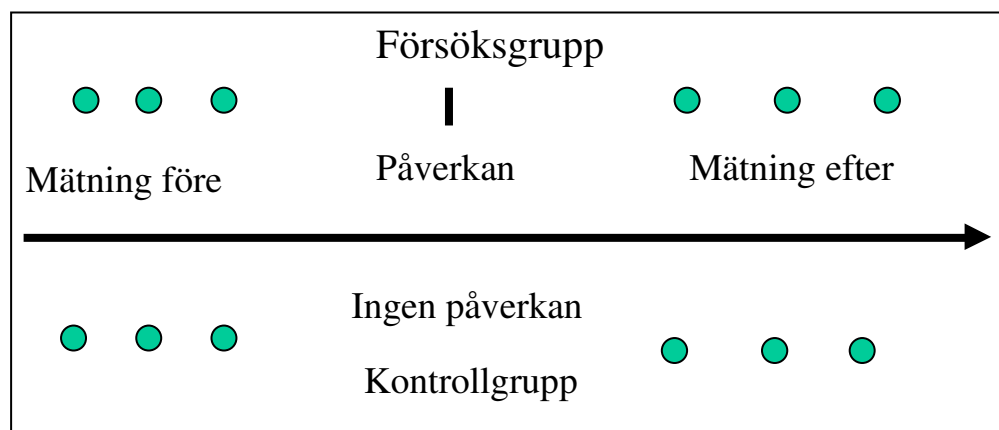 Försöksgrupp
Mätning före
Påverkan
Mätning efter
Ingen påverkan
Kontrollgrupp